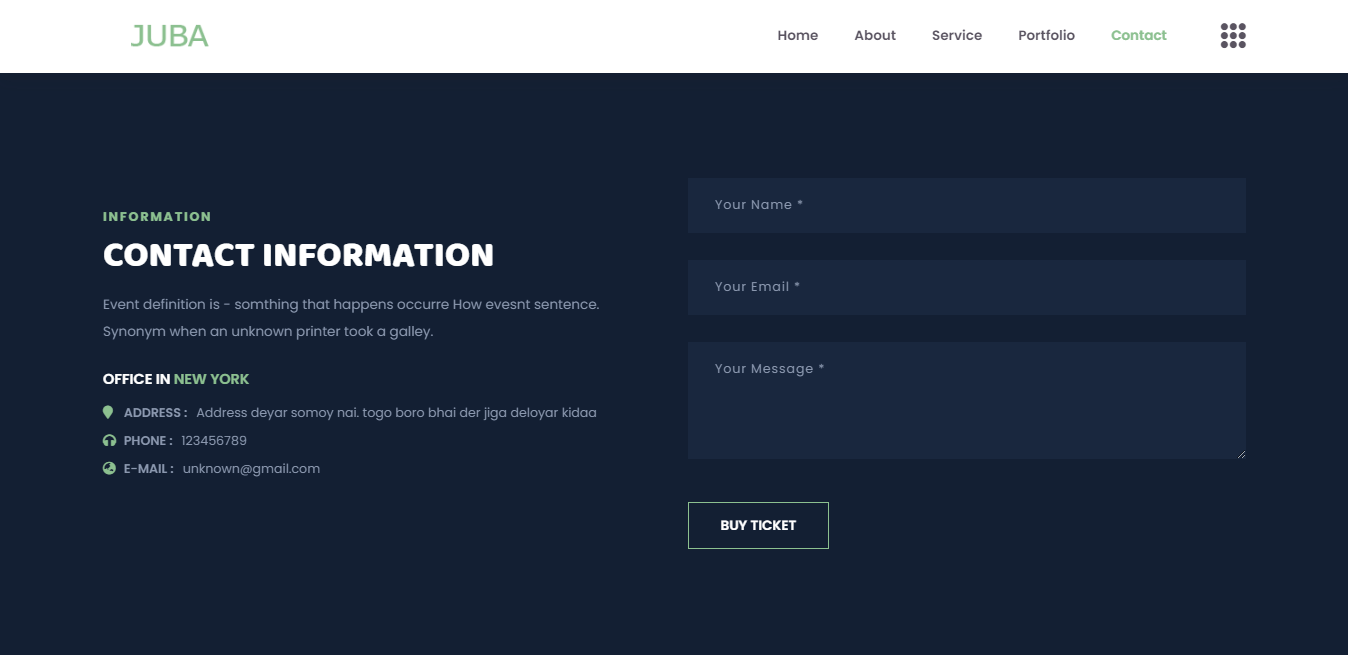 JUBA
Home About Service Portfolio Contact
INFORMATION
CONTACT INFORMATION
Event definition is - somthing that happens occurre How evesnt sentence.
Synonym when an unknown printer took a galley.
OFFICE IN NEW YORK
ADDRESS : Address deyar somoy nai. togo boro bhai der jiga deloyar kidaa
PHONE : 123456789
E-MAIL : unknown@gmail.com
Your Name *
Your Email *
Your Message *
BUY TICKET